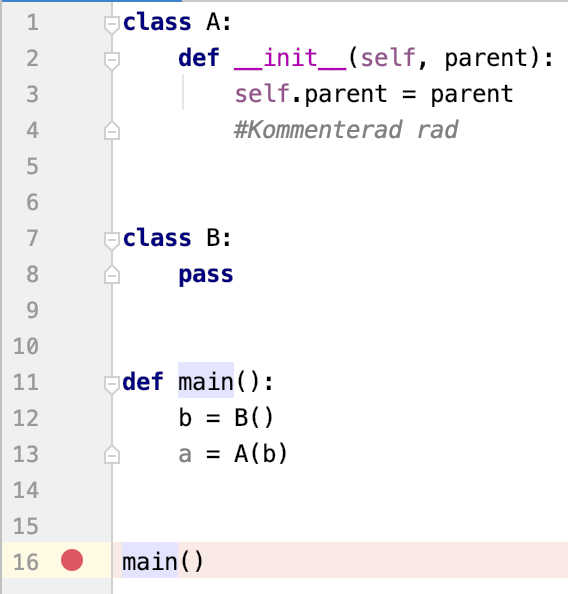 1 class A:
2     def __init__(self, parent):
3         self.parent = parent
4         #Kommenterad rad
5
6
7 class B:
8     pass
9
10
11 def main():
12     b = B()
13     a = A(b)
14
15
16 main()